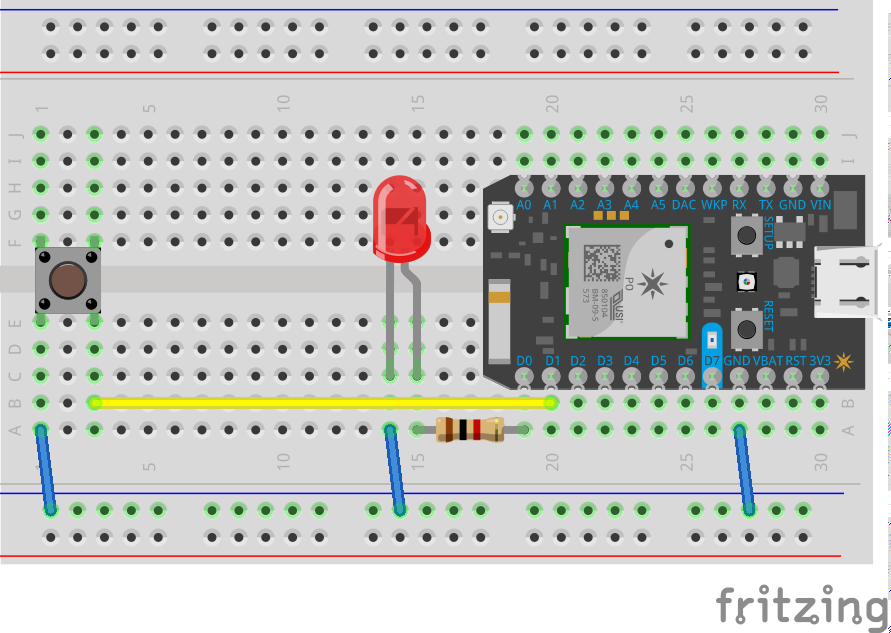 1 5 10 15 20 25 30
J J
I I
H
G
F
A0 A1 A2 A3 A4 A5 DAC WKP RX TX GND VIN
SETUP
P0
RESET
E
D
C
D0 D1 D2 D3 D4 D5 D6 D7 GND VBAT RST 3V3
B B
A A
1 5 10 15 20 25 30
fritzing